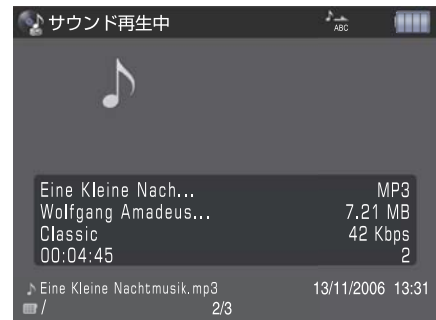 サウンド再生中 ABC
Eine Kleine Nach... MP3
Wolfgang Amadeus... 7.21 MB
Classic 42 Kbps
00:04:45 2
Eine Kleine Nachtmusik.mp3 13/11/2006 13:31
/ 2/3